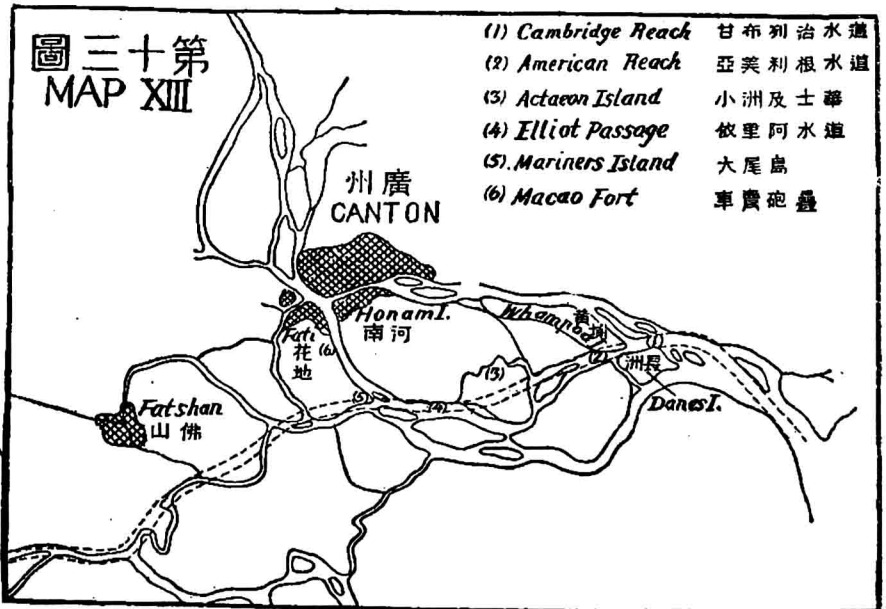 第十三圖
MAP XIII
(1) Cambridge Reach 甘布列治水道
(2) American Reach 亞美利根水道
(3) Actaeon Island 小洲及士華
(4) Elliot Passage 依里阿水道
(5). Mariners Island 大尾島
(6) Macao Fort 車賣砲壘
廣州
CANTON
Honam I.
河南
Fati
花地
(6)
Whampoa
黄埔
(1)
(2)
長洲
Danes I.
(3)
(4)
(5)
Fatshan
佛山